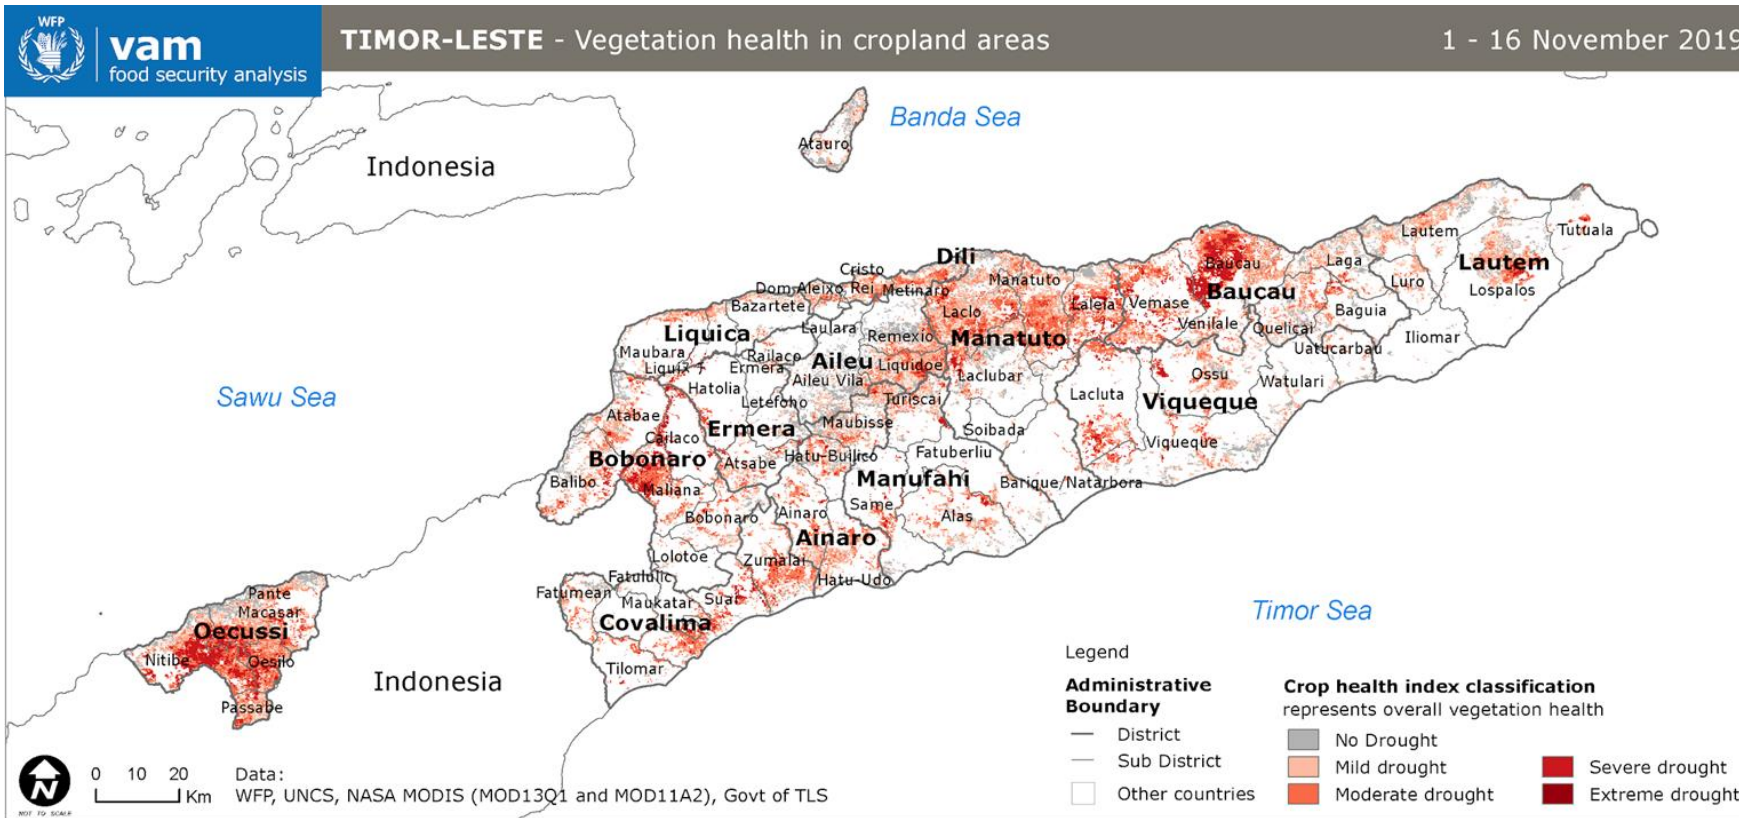 WFP
vam
food security analysis
TIMOR-LESTE - Vegetation health in cropland areas
1 - 16 November 2019
Banda Sea
Indonesia
Atauro
Sawu Sea
Timor Sea
Indonesia
Dili
Cristo
Dom Aleixo Rei Metinaro
Bazartete
Manatuto
Laclo
Laleia
Vemase
Baucau
Baucau
Laga
Lautem
Tutuala
Lautem
Luro
Lospalos
Baguia
Venilale
Quelicai
Iliomar
Uatucarbau
Liquica
Laulara
Remexio
Manatuto
Maubara
Railaco
Aileu
Liquidoe
Ermera
Aileu Vila
Laclubar
Ossu
Watulari
Hatolia
Letefoho
Turiscai
Lacluta
Viqueque
Atabae
Cailaco
Ermera
Maubisse
Soibada
Viqueque
Bobonaro
Atsabe
Hatu-Builico
Fatuberliu
Balibo
Maliana
Manufahi
Barique/Natarbora
Bobonaro
Ainaro
Same
Alas
Ainaro
Lolotoe
Zumalai
Hatu-Udo
Fatululic
Fatumean
Maukatar
Suai
Covalima
Tilomar
Pante
Macasar
Oecussi
Nitibe
Oesilo
Passabe
Legend
Administrative
Boundary
District
Sub District
Other countries
Crop health index classification
represents overall vegetation health
No Drought
Mild drought
Moderate drought
Severe drought
Extreme drought
N
NOT TO SCALE
0 10 20
Km
Data:
WFP, UNCS, NASA MODIS (MOD13Q1 and MOD11A2), Govt of TLS